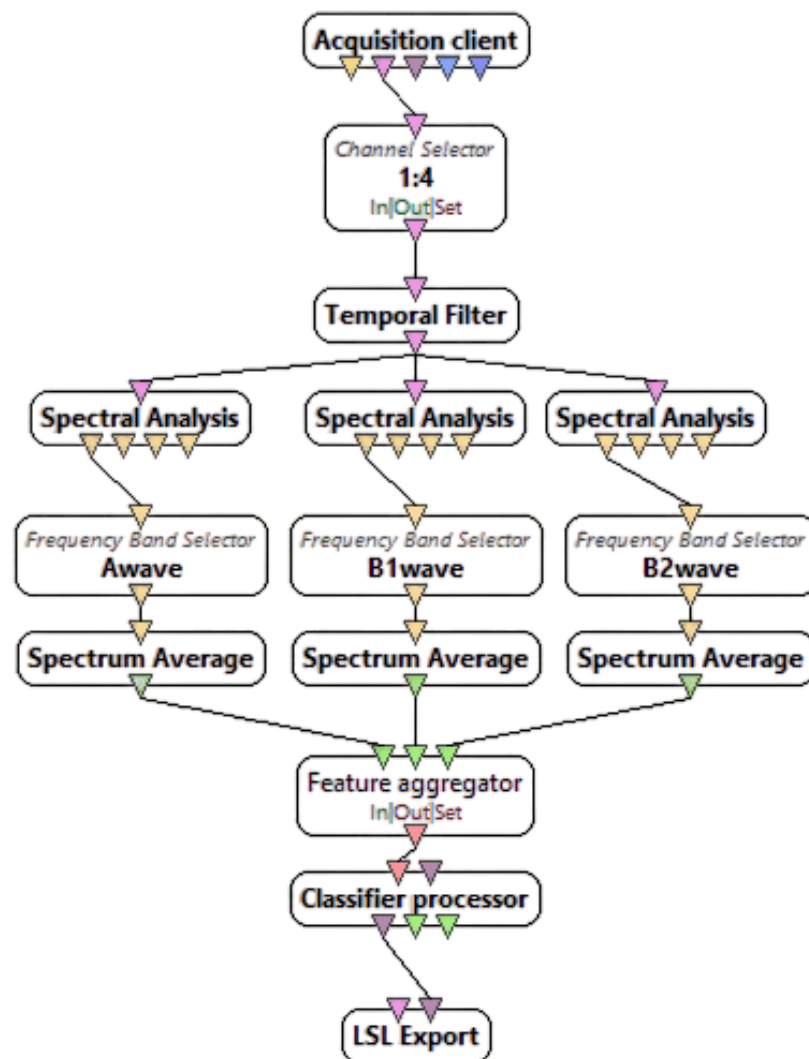 Acquisition client
Channel Selector
1:4
In|Out|Set
Temporal Filter
Spectral Analysis
Spectral Analysis
Spectral Analysis
Frequency Band Selector
Awave
Frequency Band Selector
B1wave
Frequency Band Selector
B2wave
Spectrum Average
Spectrum Average
Spectrum Average
Feature aggregator
In|Out|Set
Classifier processor
LSL Export